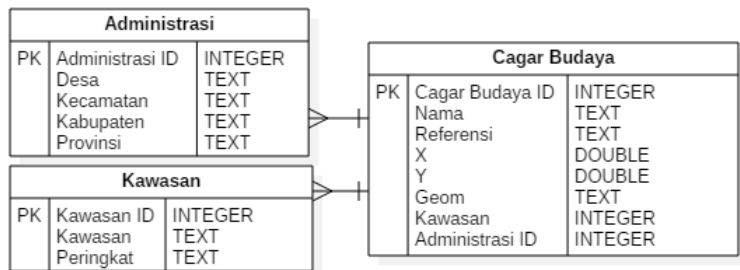 Administrasi
PK Administrasi ID INTEGER
Desa TEXT
Kecamatan TEXT
Kabupaten TEXT
Provinsi TEXT
Kawasan
PK Kawasan ID INTEGER
Kawasan TEXT
Peringkat TEXT
Cagar Budaya
PK Cagar Budaya ID INTEGER
Nama TEXT
Referensi TEXT
X DOUBLE
Y DOUBLE
Geom TEXT
Kawasan INTEGER
Administrasi ID INTEGER